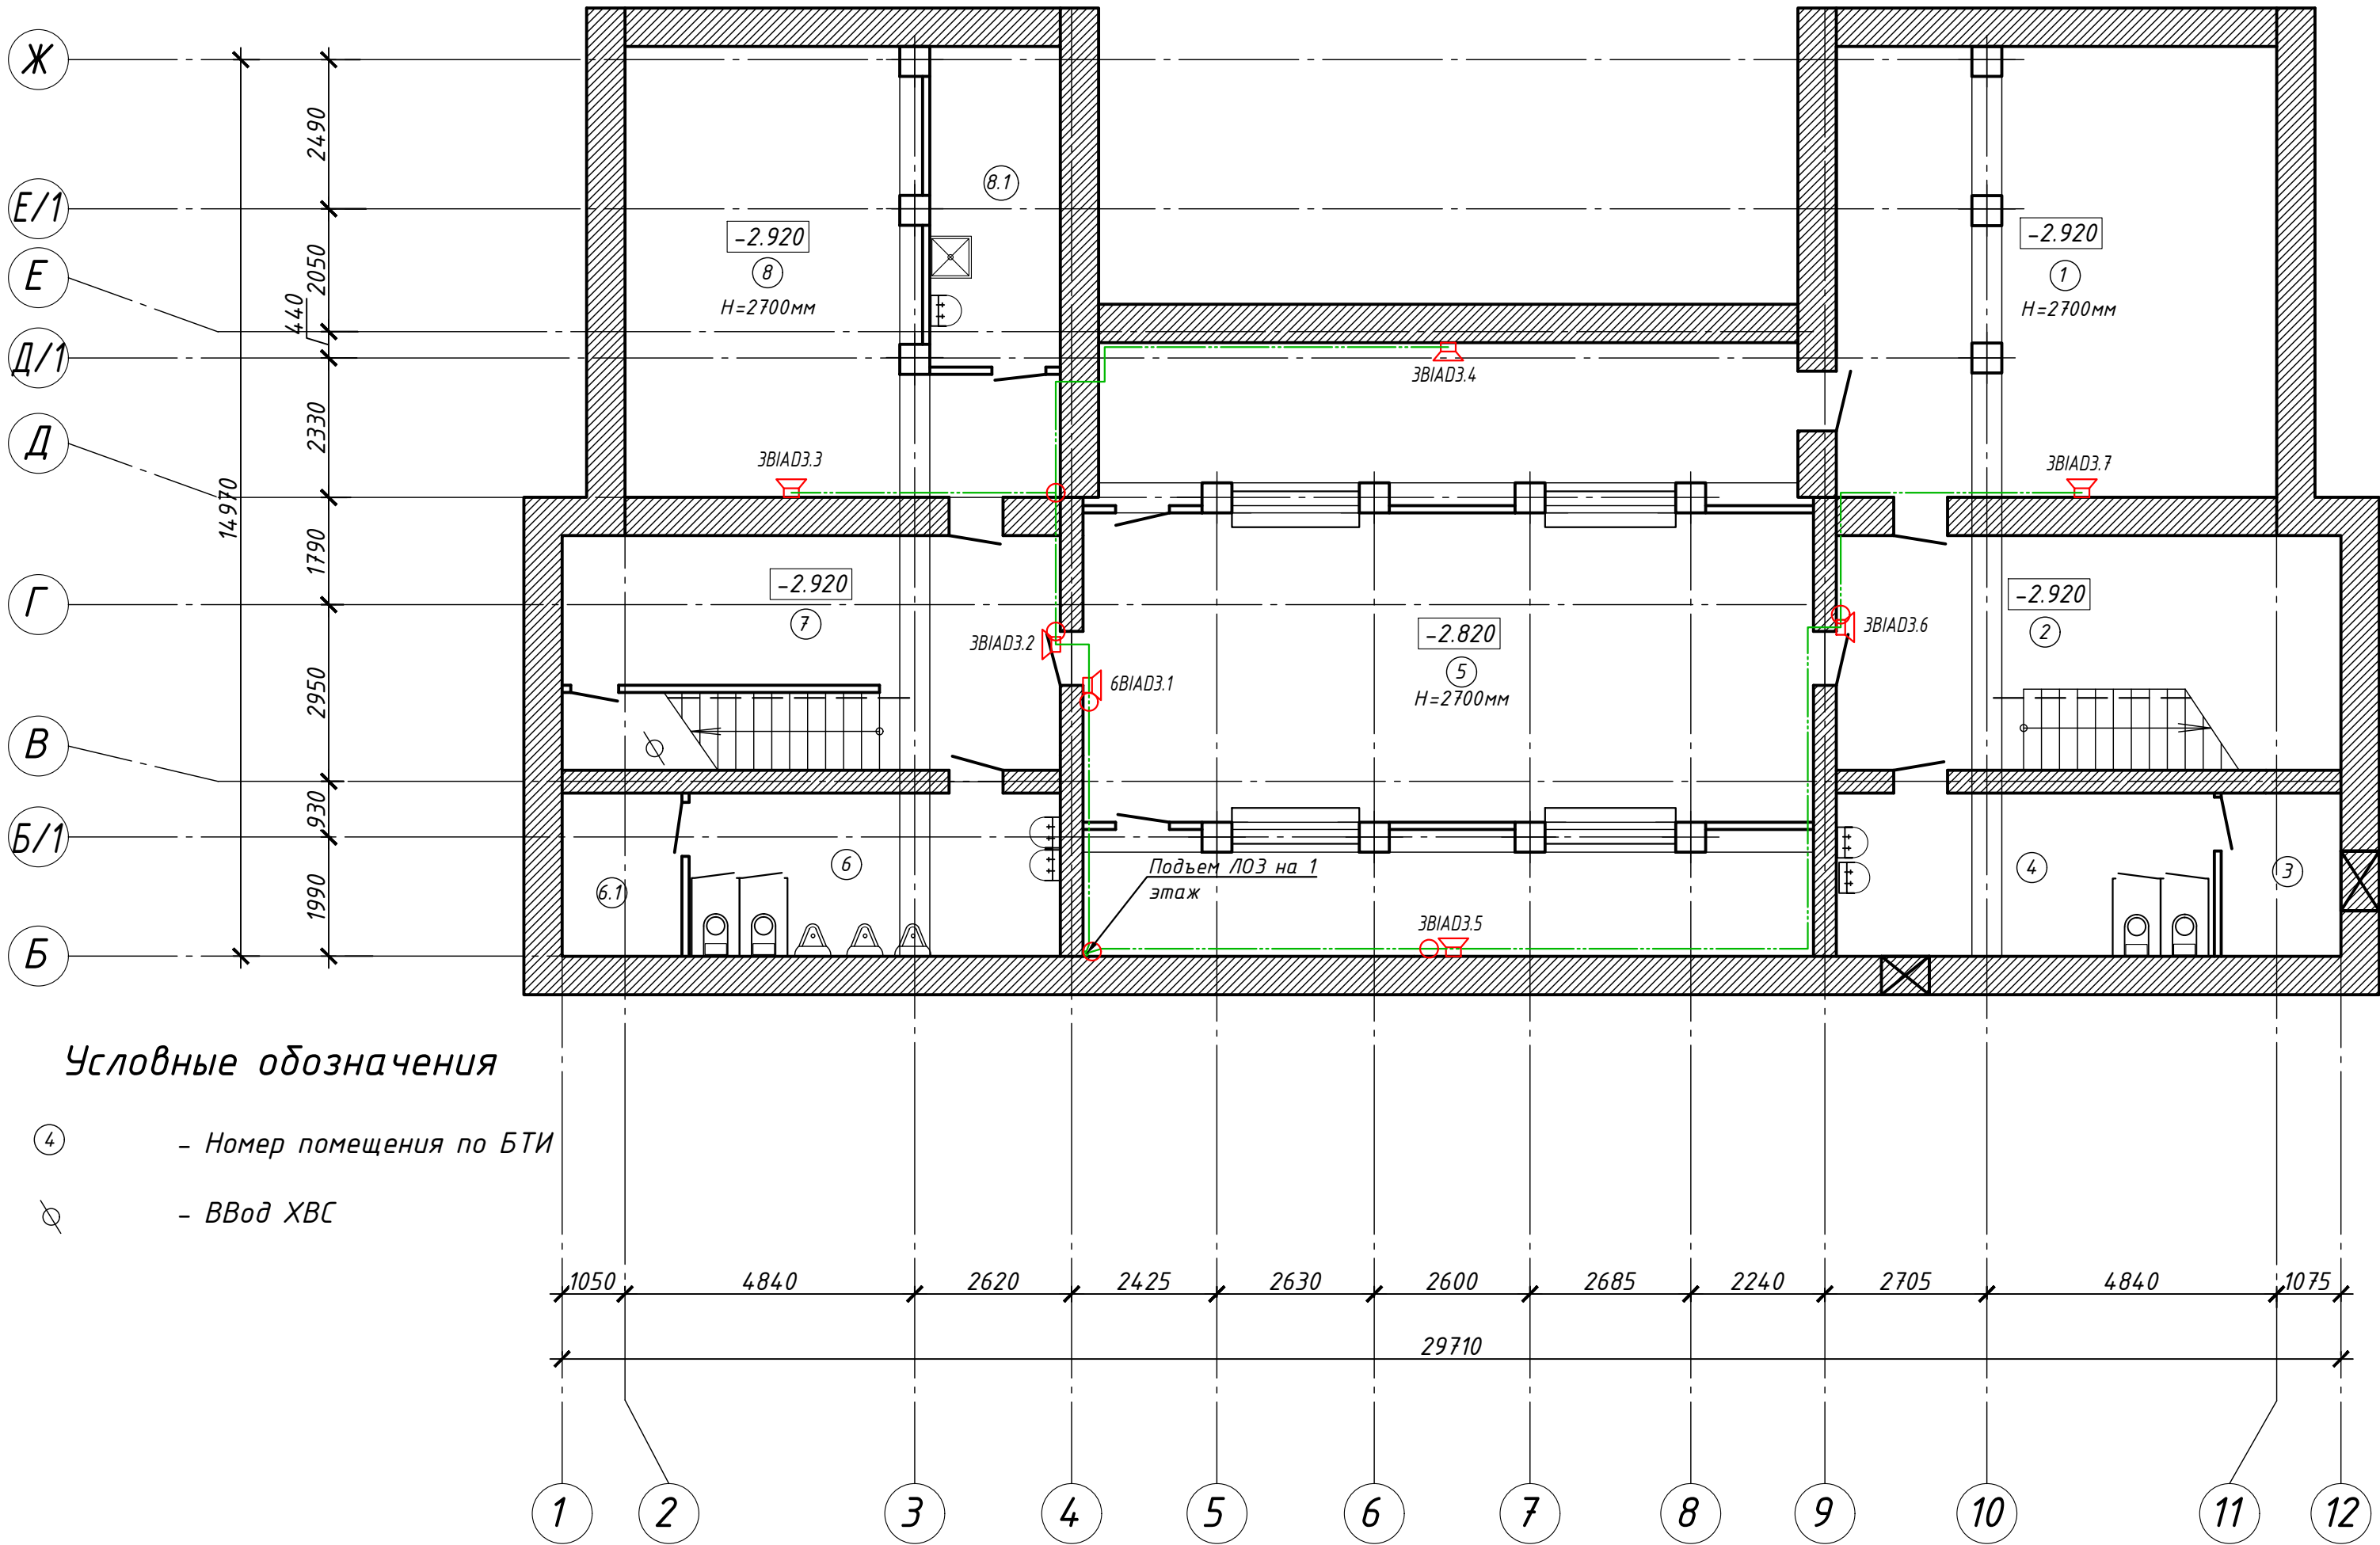 Ж
Е/1
Е
Д/1
Д
Г
В
Б/1
Б
2490
2050
440
2330
1790
2950
930
1990
14970
8.1
-2.920
8
H=2700мм
-2.920
1
H=2700мм
3BIAD3.4
3BIAD3.3
3BIAD3.7
-2.920
7
3BIAD3.2
6BIAD3.1
-2.820
5
H=2700мм
3BIAD3.6
-2.920
2
6
6.1
Подъем ЛОЗ на 1
этаж
3BIAD3.5
4
3
Условные обозначения
4
- Номер помещения по БТИ
- ВВод ХВС
1050
4840
2620
2425
2630
2600
2685
2240
2705
4840
1075
29710
1
2
3
4
5
6
7
8
9
10
11
12